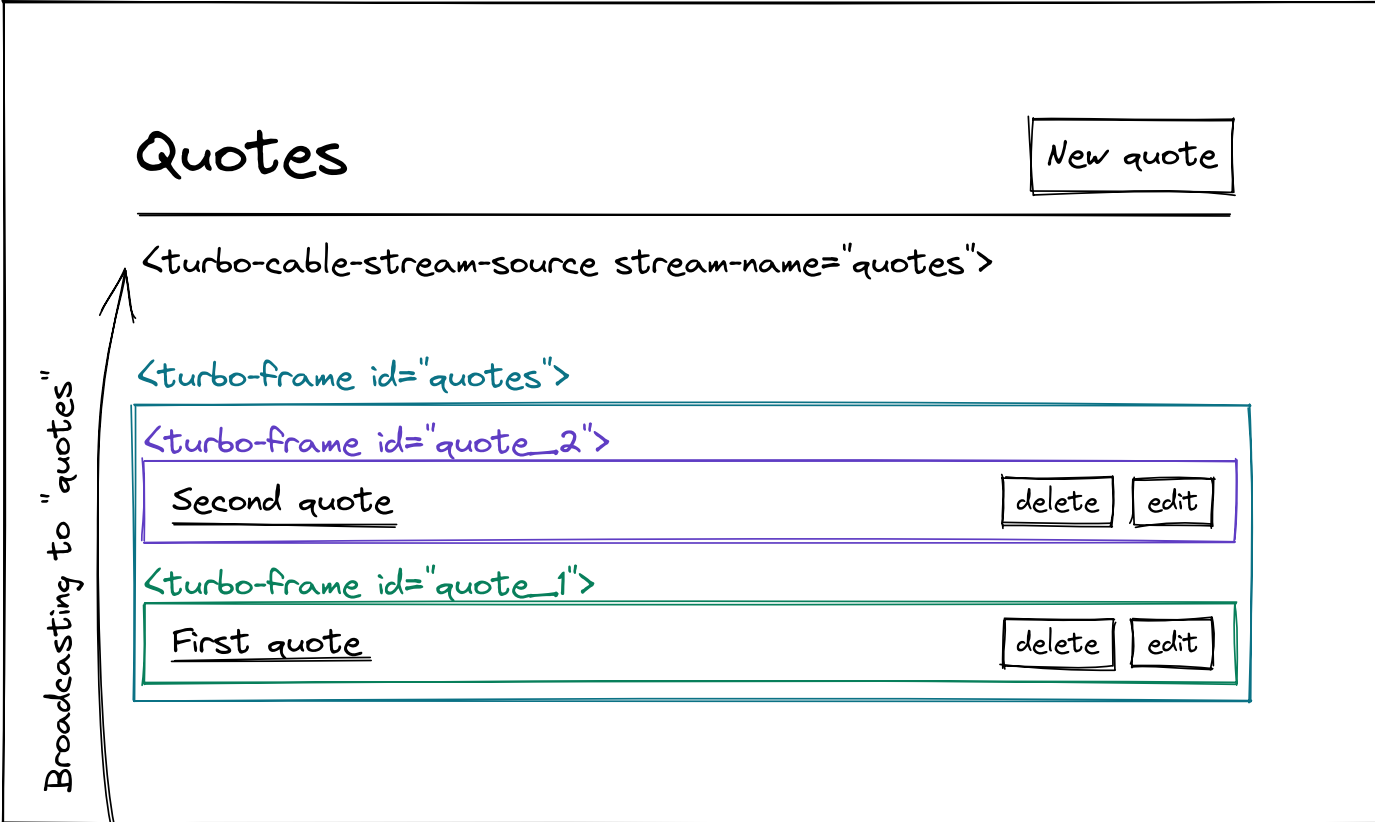 Quotes
New quote
<turbo-cable-stream-source stream-name="quotes">
<turbo-frame id="quotes">
<turbo-frame id="quote_2">
Second quote
delete
edit
<turbo-frame id="quote_1">
First quote
delete
edit
Broadcasting to "quotes"